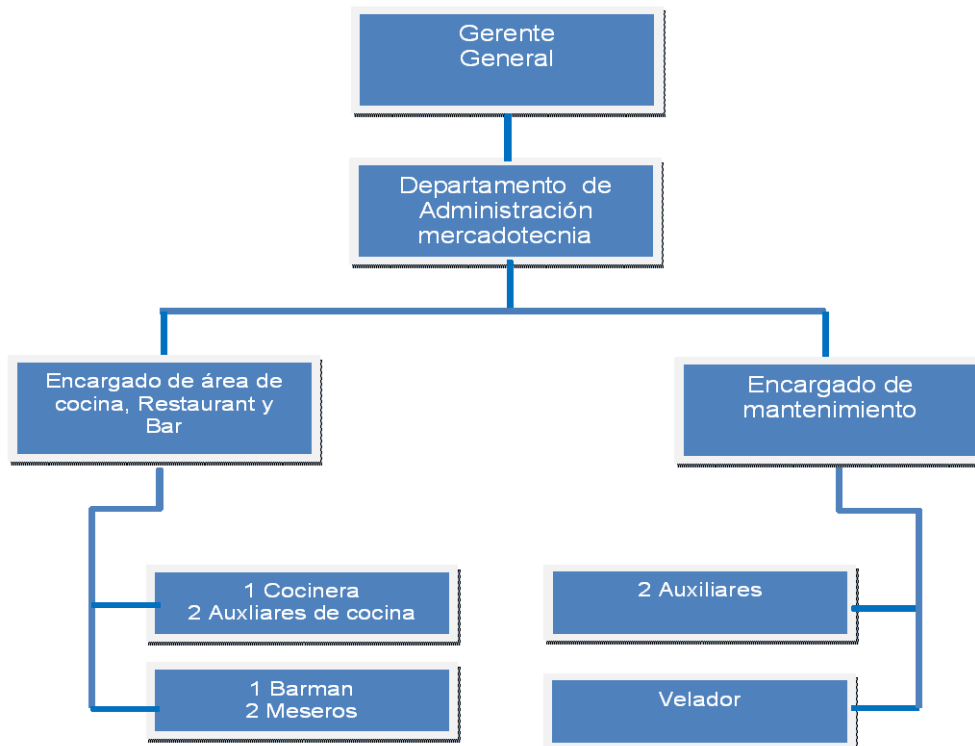 Gerente
General
Departamento de
Administración
mercadotecnia
Encargado de área de
cocina, Restaurant y
Bar
Encargado de
mantenimiento
1 Cocinera
2 Auxliares de cocina
2 Auxiliares
1 Barman
2 Meseros
Velador